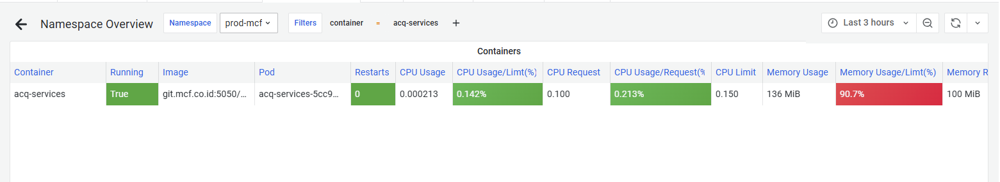 Namespace Overview Namespace prod-mcf Filters container = acq-services + Last 3 hours
Containers
Container Running Image Pod Restarts CPU Usage CPU Usage/Limt(%) CPU Request CPU Usage/Request(% CPU Limit Memory Usage Memory Usage/Limt(%) Memory R
acq-services True git.mcf.co.id:5050/... acq-services-5cc9... 0 0.000213 0.142% 0.100 0.213% 0.150 136 MiB 90.7% 100 MiB